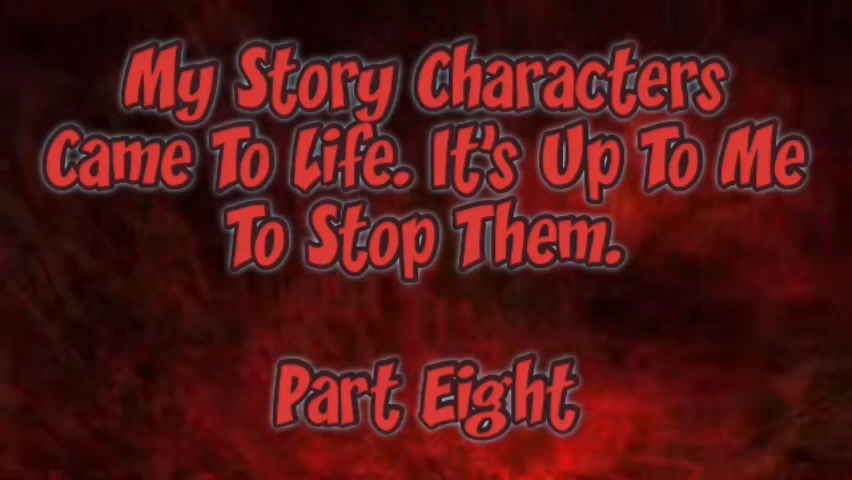 My Story Characters
Came To Life. It's Up To Me
To Stop Them.
Part Eight